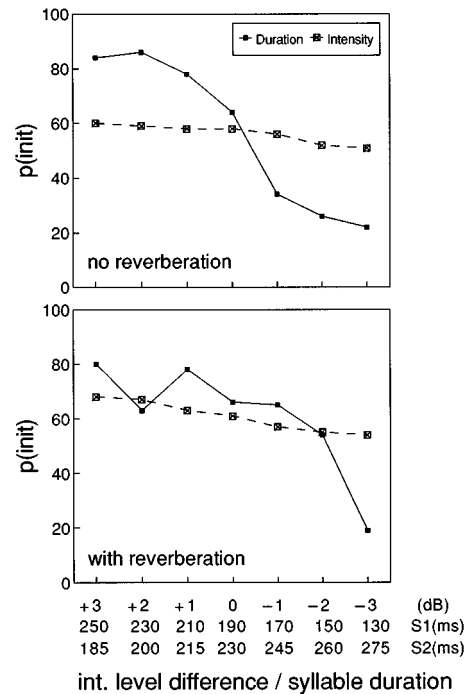 100
80
60
40
20
0
p(init)
Duration Intensity
no reverberation
100
80
60
40
20
0
p(init)
with reverberation
+3 +2 +1 0 -1 -2 -3 (dB)
250 230 210 190 170 150 130 S1(ms)
185 200 215 230 245 260 275 S2(ms)
int. level difference / syllable duration